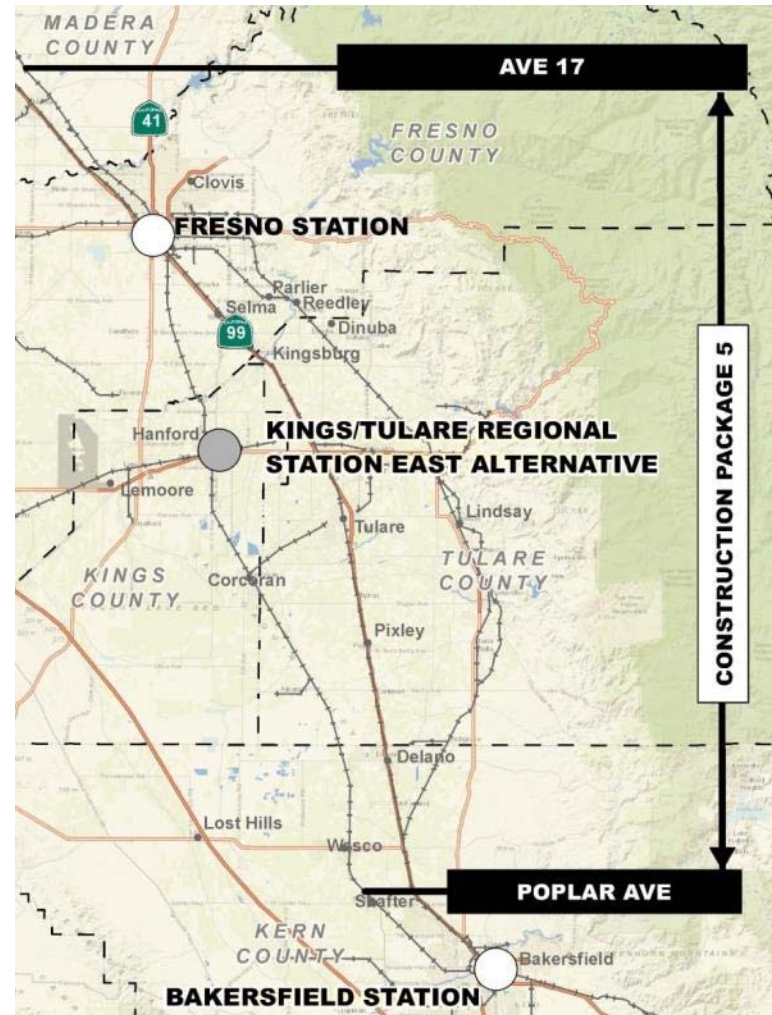 MADERA
COUNTY
AVE 17
CALIFORNIA
41
FRESNO
COUNTY
Clovis
FRESNO STATION
Parlier
Reedley
Selma
Dinuba
99
Kingsburg
CONSTRUCTION PACKAGE 5
Hanford
KINGS/TULARE REGIONAL
STATION EAST ALTERNATIVE
Lemoore
Lindsay
Tulare
TULARE
COUNTY
KINGS
COUNTY
Corcoran
Pixley
Delano
Lost Hills
Wasco
POPLAR AVE
Shafter
KERN
COUNTY
Bakersfield
BAKERSFIELD STATION